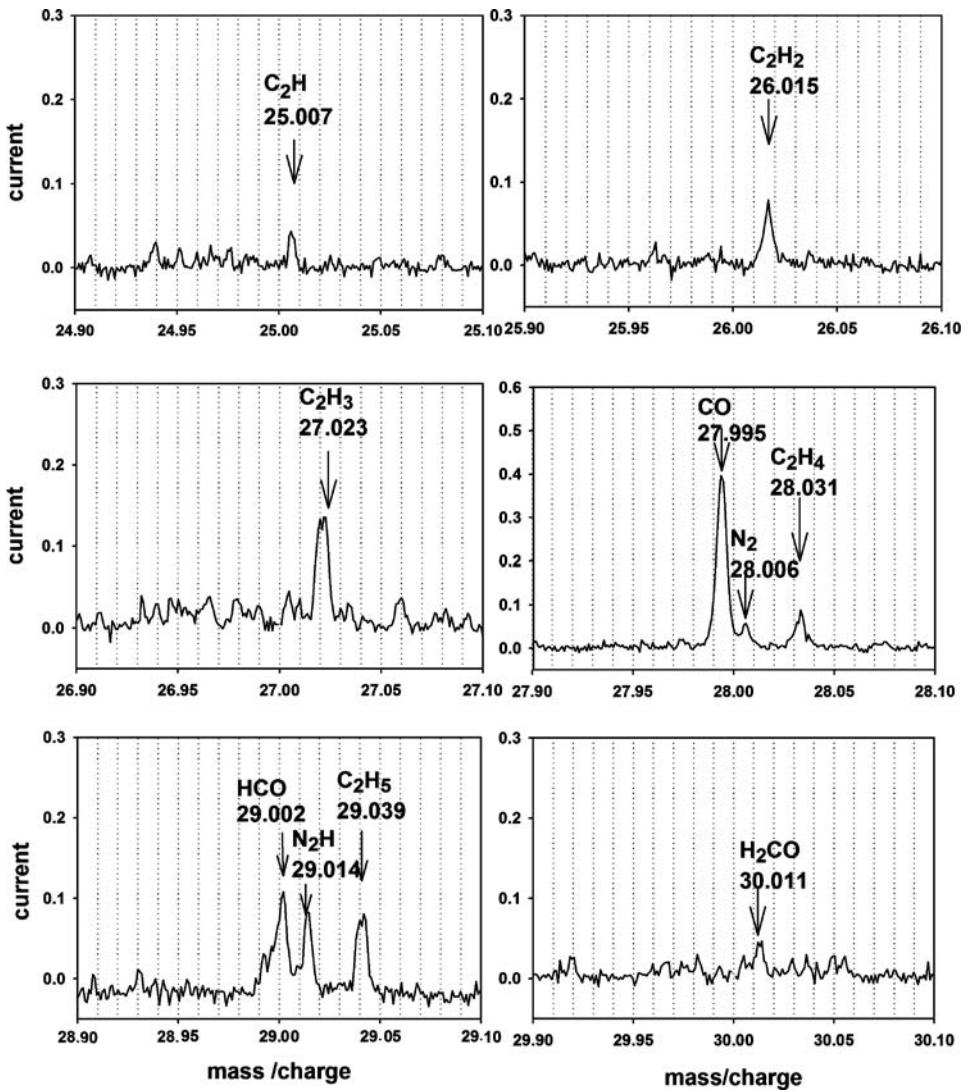 0.3
0.2
0.1
0.0
current
C2H
25.007
24.90 24.95 25.00 25.05 25.10
0.3
0.2
0.1
0.0
C2H2
26.015
25.90 25.95 26.00 26.05 26.10
0.3
0.2
0.1
0.0
current
C2H3
27.023
26.90 26.95 27.00 27.05 27.10
0.6
0.5
0.4
0.3
0.2
0.1
0.0
CO
27.995
C2H4
28.031
N2
28.006
27.90 27.95 28.00 28.05 28.10
0.3
0.2
0.1
0.0
current
HCO
29.002
C2H5
29.039
N2H
29.014
28.90 28.95 29.00 29.05 29.10
mass /charge
0.3
0.2
0.1
0.0
H2CO
30.011
29.90 29.95 30.00 30.05 30.10
mass/charge